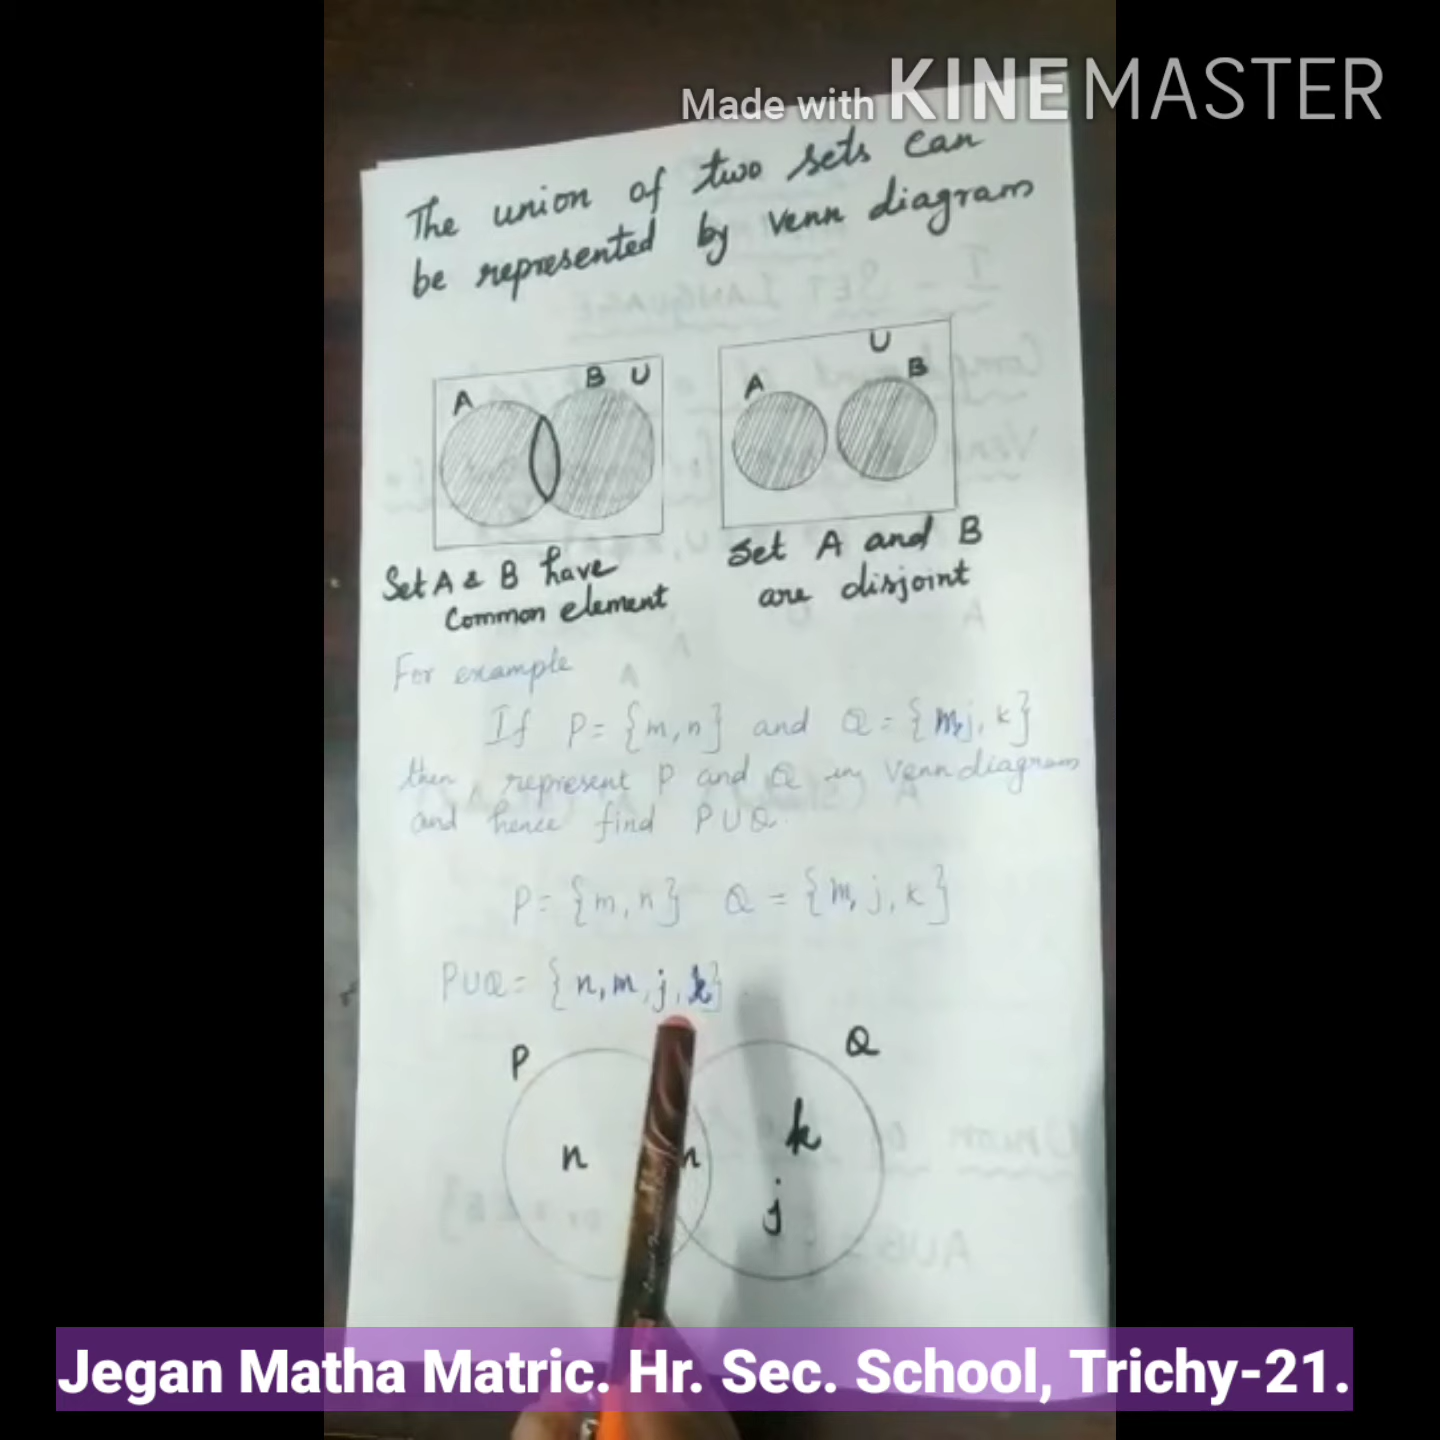 Made with KINEMASTER
The union of two sets can
be represented by venn diagram
A B U
A U B
Set A & B have
Common element
Set A and B
are disjoint
For example
If P = {m, n} and Q = {m, j, k}
then, represent P and Q in Venn diagram
and hence find P U Q.
P = {m, n} Q = {m, j, k}
P U Q = {n, m, j, k}
P Q
n k
j
Jegan Matha Matric. Hr. Sec. School, Trichy-21.